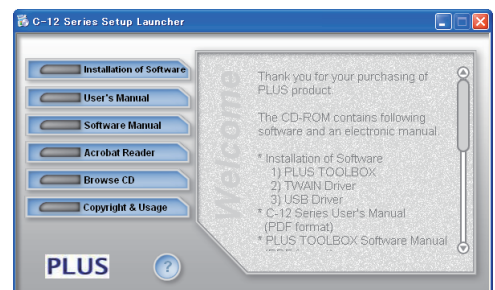 C-12 Series Setup Launcher
Installation of Software
User's Manual
Software Manual
Acrobat Reader
Browse CD
Copyright & Usage
PLUS
?
Welcome
Thank you for your purchasing of
PLUS product.
The CD-ROM contains following
software and an electronic manual.
* Installation of Software
1) PLUS TOOLBOX
2) TWAIN Driver
3) USB Driver
* C-12 Series User's Manual
(PDF format)
* PLUS TOOLBOX Software Manual